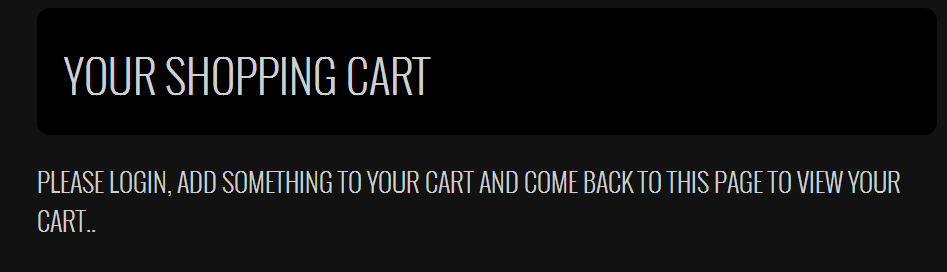 YOUR SHOPPING CART
PLEASE LOGIN, ADD SOMETHING TO YOUR CART AND COME BACK TO THIS PAGE TO VIEW YOUR
CART..